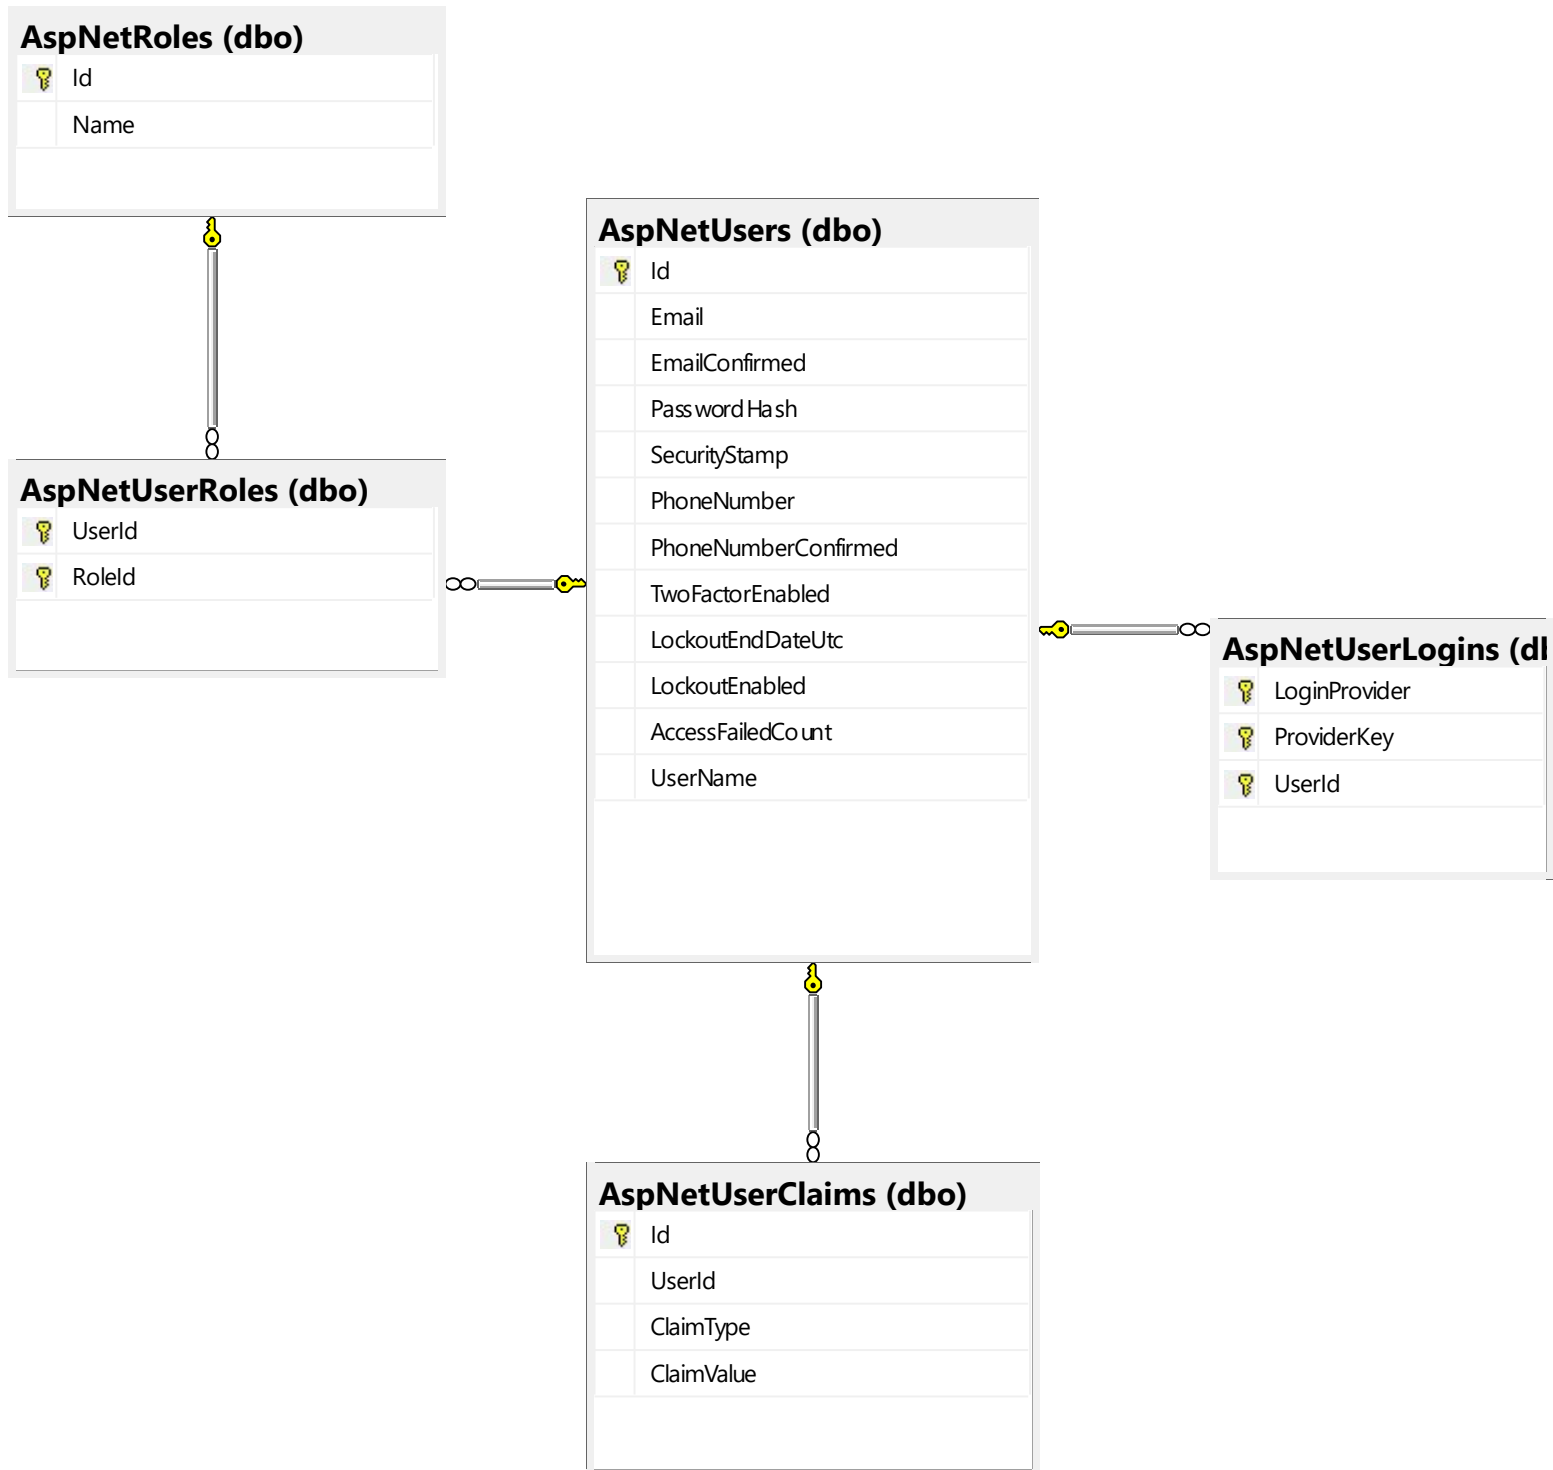 AspNetRoles (dbo)
Id
Name
AspNetUserRoles (dbo)
UserId
RoleId
AspNetUsers (dbo)
Id
Email
EmailConfirmed
PasswordHash
SecurityStamp
PhoneNumber
PhoneNumberConfirmed
TwoFactorEnabled
LockoutEndDateUtc
LockoutEnabled
AccessFailedCount
UserName
AspNetUserLogins (db
LoginProvider
ProviderKey
UserId
AspNetUserClaims (dbo)
Id
UserId
ClaimType
ClaimValue